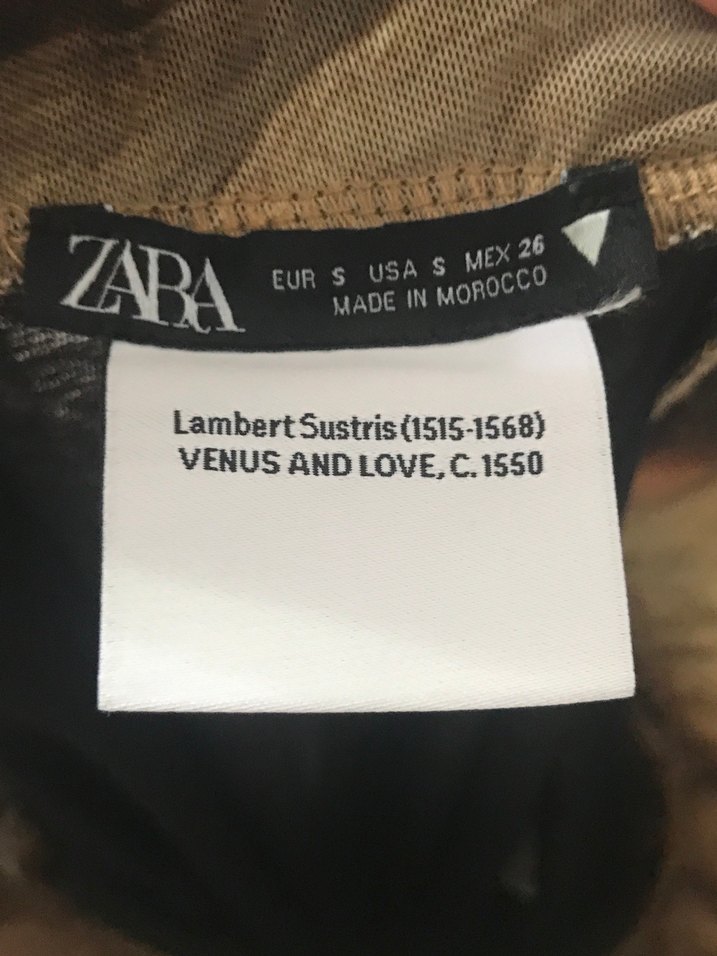 ZARA
EUR S USA S MEX 26
MADE IN MOROCCO
Lambert Sustris (1515-1568)
VENUS AND LOVE, C. 1550